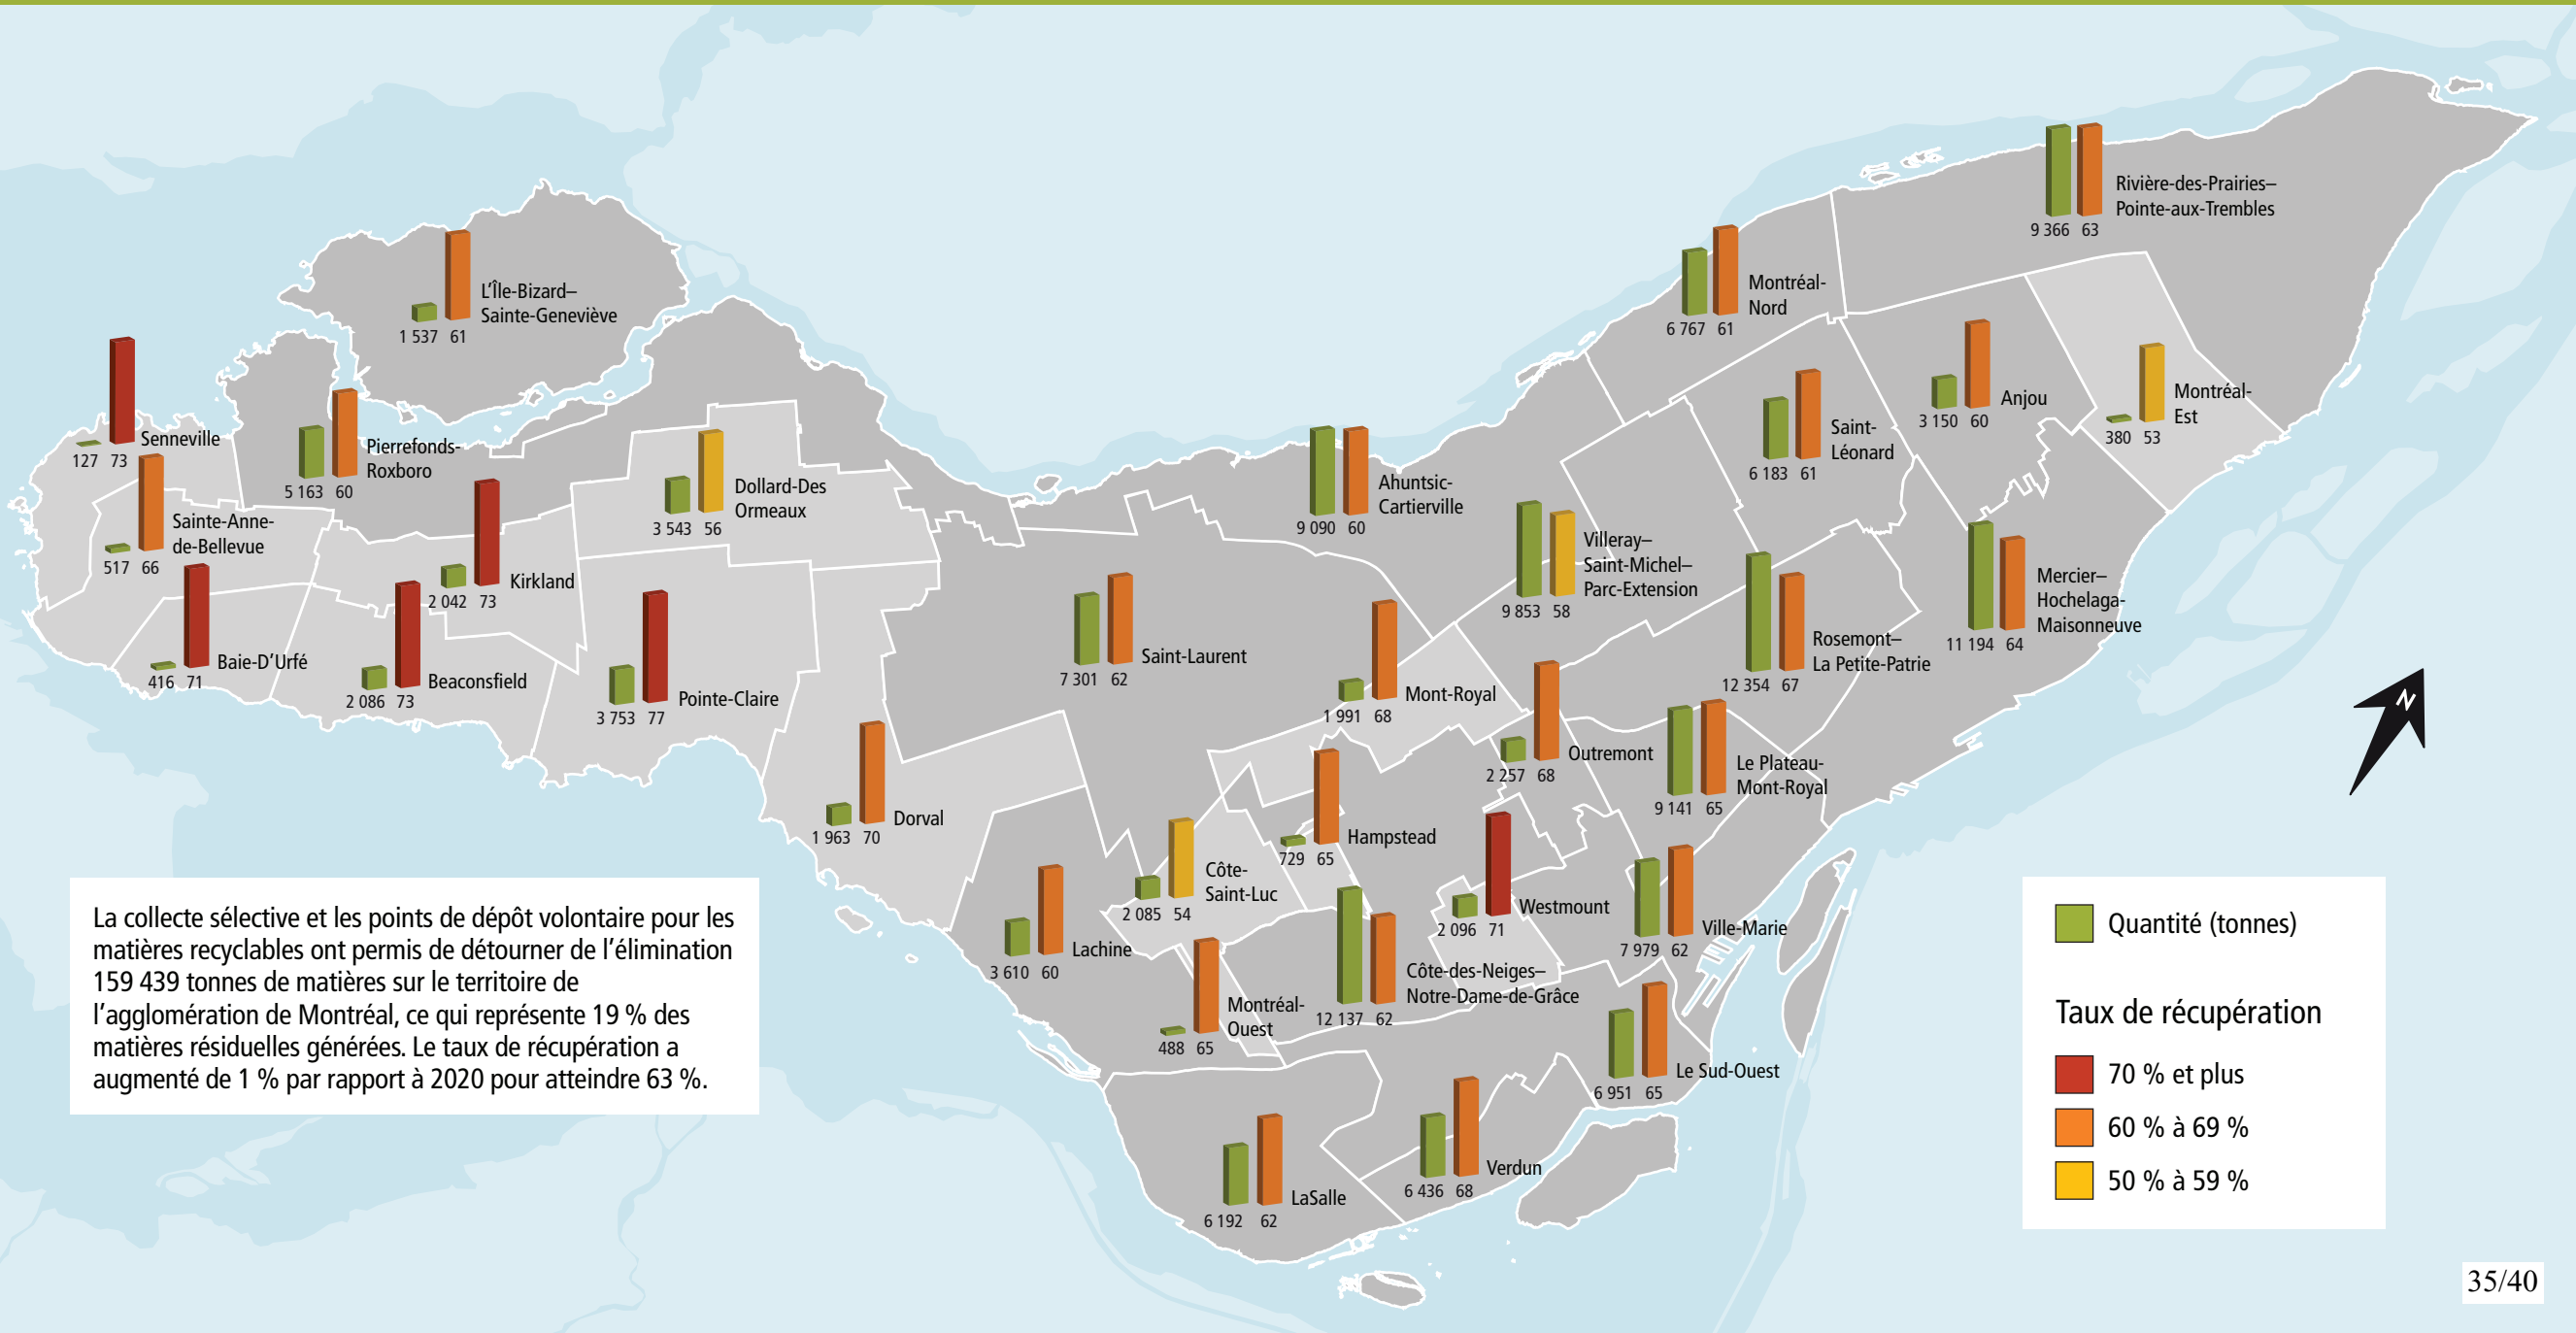 Rivière-des-Prairies–
Pointe-aux-Trembles
9 366 63
L'Île-Bizard–
Sainte-Geneviève
1 537 61
Montréal-
Nord
6 767 61
Senneville
127 73
Pierrefonds-
Roxboro
5 163 60
Dollard-Des
Ormeaux
3 543 56
Ahuntsic-
Cartierville
9 090 60
Saint-
Léonard
6 183 61
Anjou
3 150 60
Montréal-
Est
380 53
Sainte-Anne-
de-Bellevue
517 66
Kirkland
2 042 73
Villeray–
Saint-Michel–
Parc-Extension
9 853 58
Mercier–
Hochelaga-
Maisonneuve
11 194 64
Baie-D'Urfé
416 71
Beaconsfield
2 086 73
Pointe-Claire
3 753 77
Saint-Laurent
7 301 62
Mont-Royal
1 991 68
Rosemont–
La Petite-Patrie
12 354 67
N
Outremont
2 257 68
Le Plateau-
Mont-Royal
9 141 65
Dorval
1 963 70
Hampstead
729 65
Côte-
Saint-Luc
2 085 54
Westmount
2 096 71
Ville-Marie
7 979 62
Lachine
3 610 60
Montréal-
Ouest
488 65
Côte-des-Neiges–
Notre-Dame-de-Grâce
12 137 62
Le Sud-Ouest
6 951 65
LaSalle
6 192 62
Verdun
6 436 68
La collecte sélective et les points de dépôt volontaire pour les
matières recyclables ont permis de détourner de l'élimination
159 439 tonnes de matières sur le territoire de
l'agglomération de Montréal, ce qui représente 19 % des
matières résiduelles générées. Le taux de récupération a
augmenté de 1 % par rapport à 2020 pour atteindre 63 %.
Quantité (tonnes)
Taux de récupération
70 % et plus
60 % à 69 %
50 % à 59 %
35/40